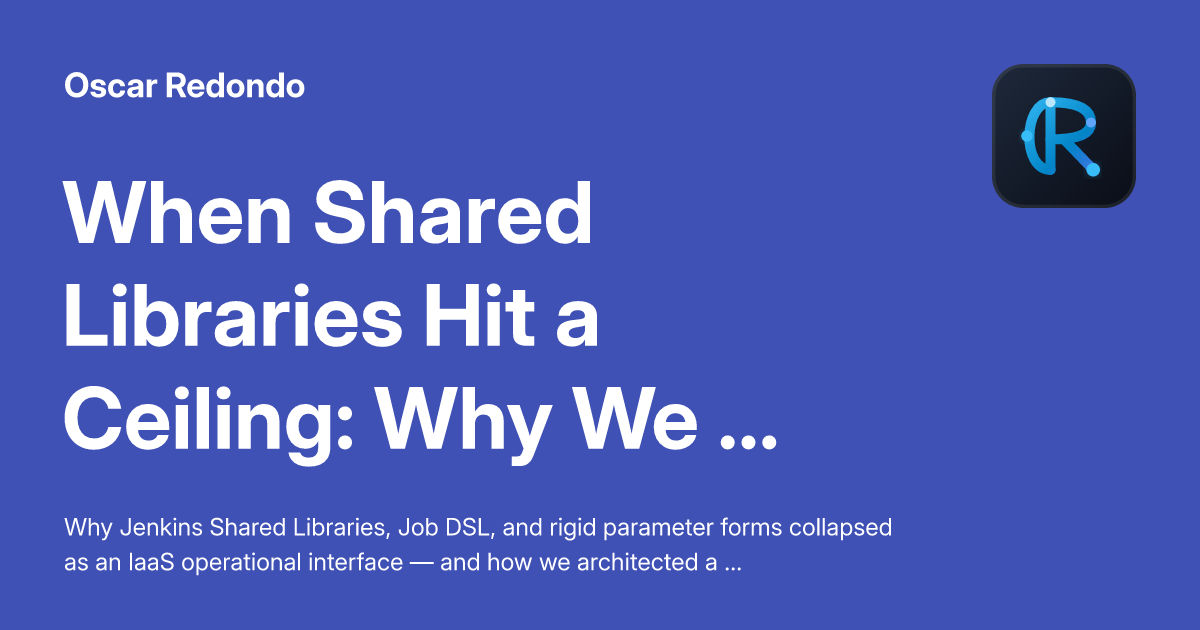 Oscar Redondo
When Shared
Libraries Hit a
Ceiling: Why We ...
Why Jenkins Shared Libraries, Job DSL, and rigid parameter forms collapsed
as an IaaS operational interface — and how we architected a ...